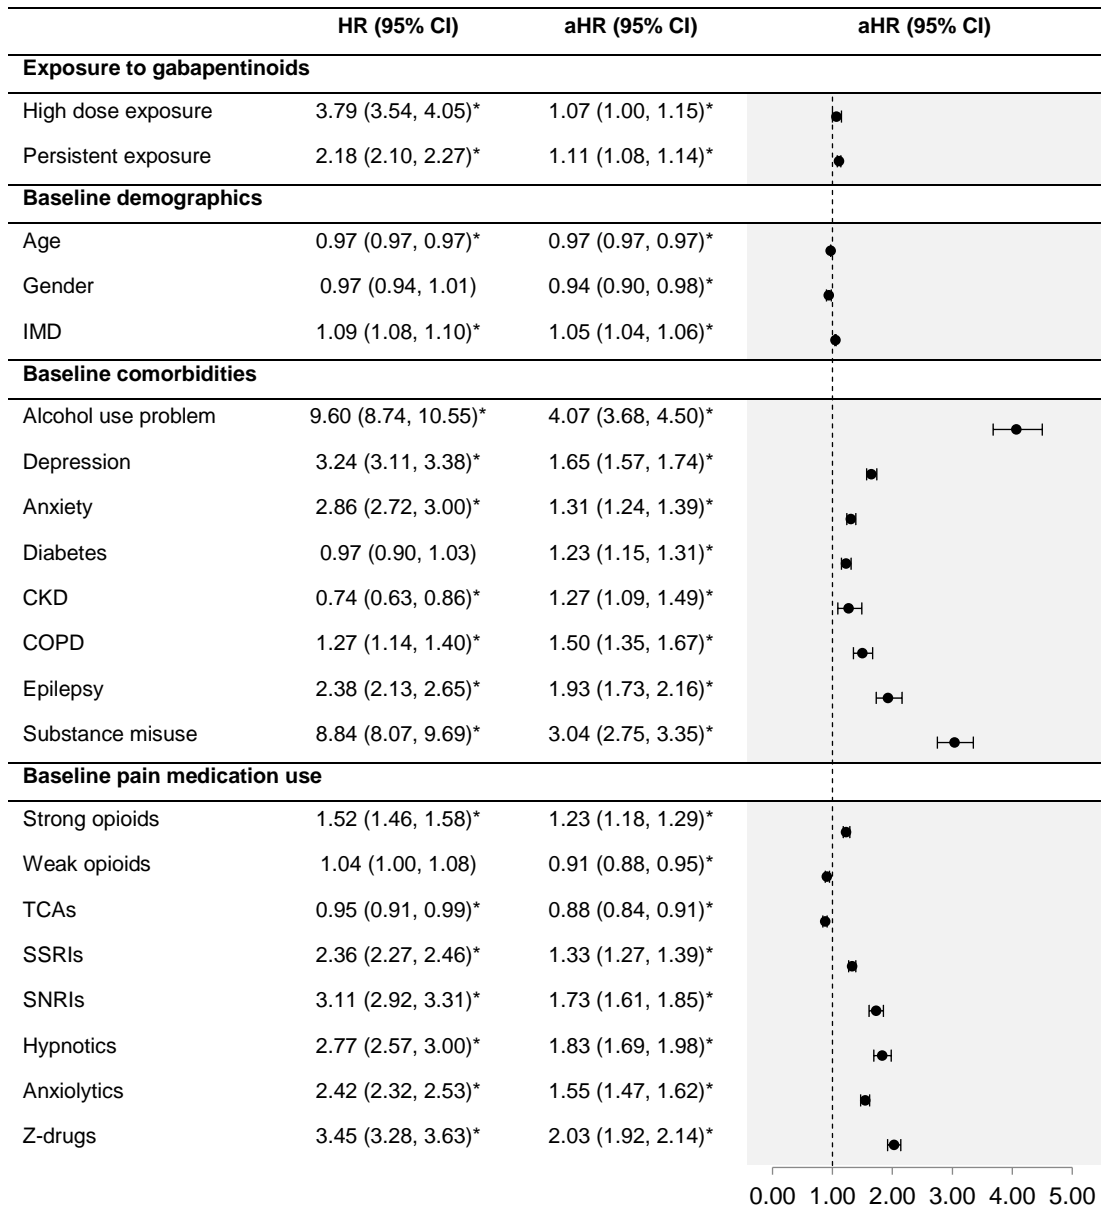 HR (95% CI) aHR (95% CI) aHR (95% CI)
Exposure to gabapentinoids
High dose exposure 3.79 (3.54, 4.05)* 1.07 (1.00, 1.15)*
Persistent exposure 2.18 (2.10, 2.27)* 1.11 (1.08, 1.14)*
Baseline demographics
Age 0.97 (0.97, 0.97)* 0.97 (0.97, 0.97)*
Gender 0.97 (0.94, 1.01) 0.94 (0.90, 0.98)*
IMD 1.09 (1.08, 1.10)* 1.05 (1.04, 1.06)*
Baseline comorbidities
Alcohol use problem 9.60 (8.74, 10.55)* 4.07 (3.68, 4.50)*
Depression 3.24 (3.11, 3.38)* 1.65 (1.57, 1.74)*
Anxiety 2.86 (2.72, 3.00)* 1.31 (1.24, 1.39)*
Diabetes 0.97 (0.90, 1.03) 1.23 (1.15, 1.31)*
CKD 0.74 (0.63, 0.86)* 1.27 (1.09, 1.49)*
COPD 1.27 (1.14, 1.40)* 1.50 (1.35, 1.67)*
Epilepsy 2.38 (2.13, 2.65)* 1.93 (1.73, 2.16)*
Substance misuse 8.84 (8.07, 9.69)* 3.04 (2.75, 3.35)*
Baseline pain medication use
Strong opioids 1.52 (1.46, 1.58)* 1.23 (1.18, 1.29)*
Weak opioids 1.04 (1.00, 1.08) 0.91 (0.88, 0.95)*
TCAs 0.95 (0.91, 0.99)* 0.88 (0.84, 0.91)*
SSRIs 2.36 (2.27, 2.46)* 1.33 (1.27, 1.39)*
SNRIs 3.11 (2.92, 3.31)* 1.73 (1.61, 1.85)*
Hypnotics 2.77 (2.57, 3.00)* 1.83 (1.69, 1.98)*
Anxiolytics 2.42 (2.32, 2.53)* 1.55 (1.47, 1.62)*
Z-drugs 3.45 (3.28, 3.63)* 2.03 (1.92, 2.14)*
0.00 1.00 2.00 3.00 4.00 5.00